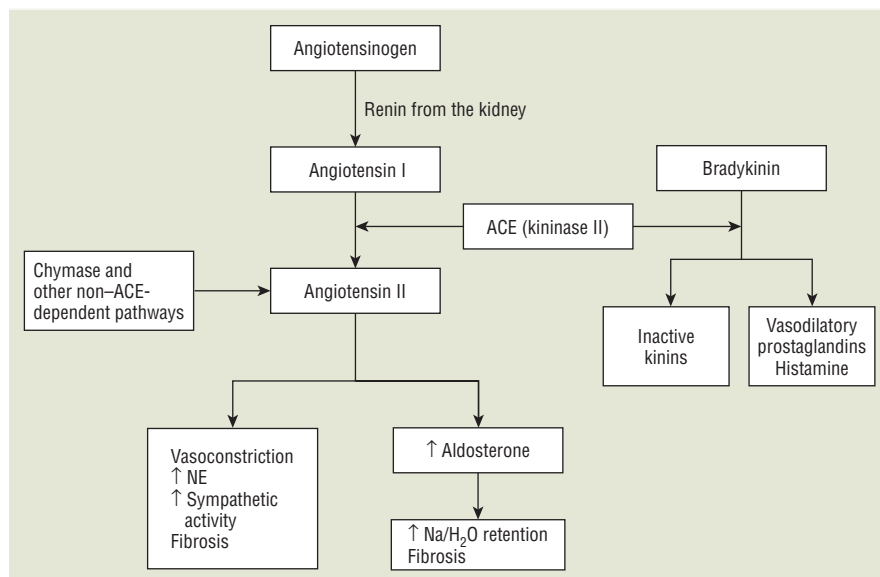 Angiotensinogen
Renin from the kidney
Angiotensin I
Bradykinin
ACE (kininase II)
Chymase and
other non–ACE-
dependent pathways
Angiotensin II
Inactive
kinins
Vasodilatory
prostaglandins
Histamine
Vasoconstriction
↑ NE
↑ Sympathetic
activity
Fibrosis
↑ Aldosterone
↑ Na/H₂O retention
Fibrosis